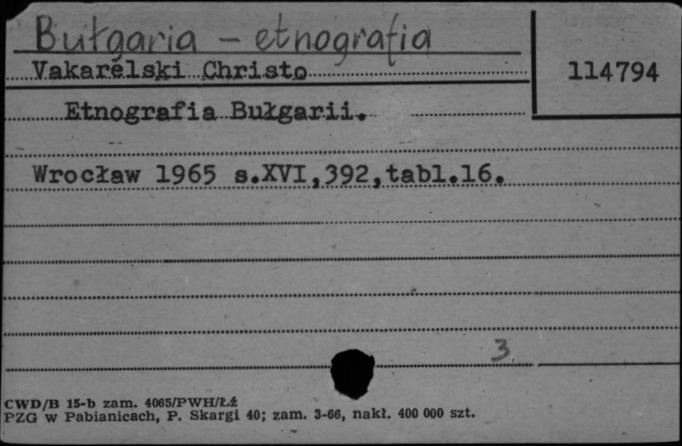 Bułgaria - etnografia
Vakarelski Christo
114794
Etnografia Bułgarii.
Wrocław 1965 s.XVI,392,tabl.16.
3
CWD/B 15-b zam. 4065/PWH/Łź
PZG w Pabianicach, P. Skargi 40; zam. 3-66, nakł. 400 000 szt.